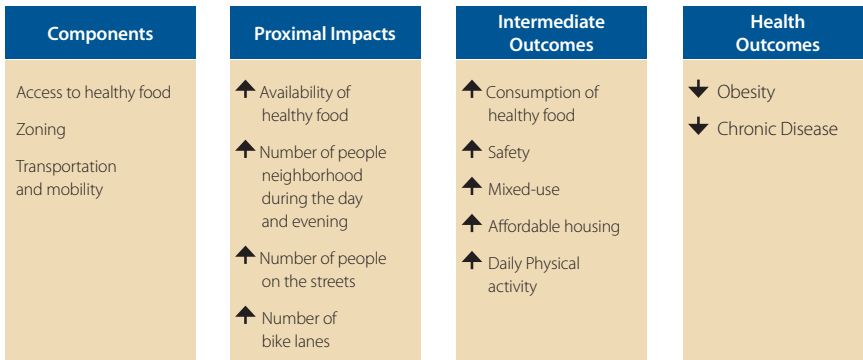 Components
Access to healthy food
Zoning
Transportation
and mobility
Proximal Impacts
Availability of
healthy food
Number of people
neighborhood
during the day
and evening
Number of people
on the streets
Number of
bike lanes
Intermediate
Outcomes
Consumption of
healthy food
Safety
Mixed-use
Affordable housing
Daily Physical
activity
Health
Outcomes
Obesity
Chronic Disease